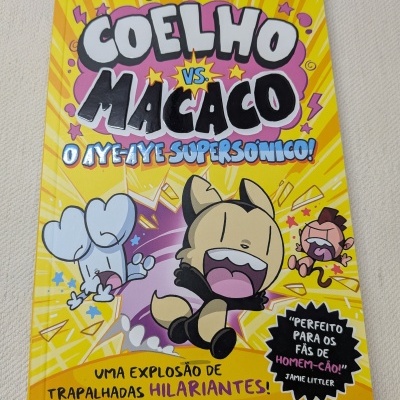 COELHO
VS.
MACACO
O AYE-AYE SUPERSÓNICO!
"PERFEITO
PARA OS
FÃS DE
HOMEM-CÃO!"
JAMIE LITTLER
UMA EXPLOSÃO DE
TRAPALHADAS HILARIANTES!